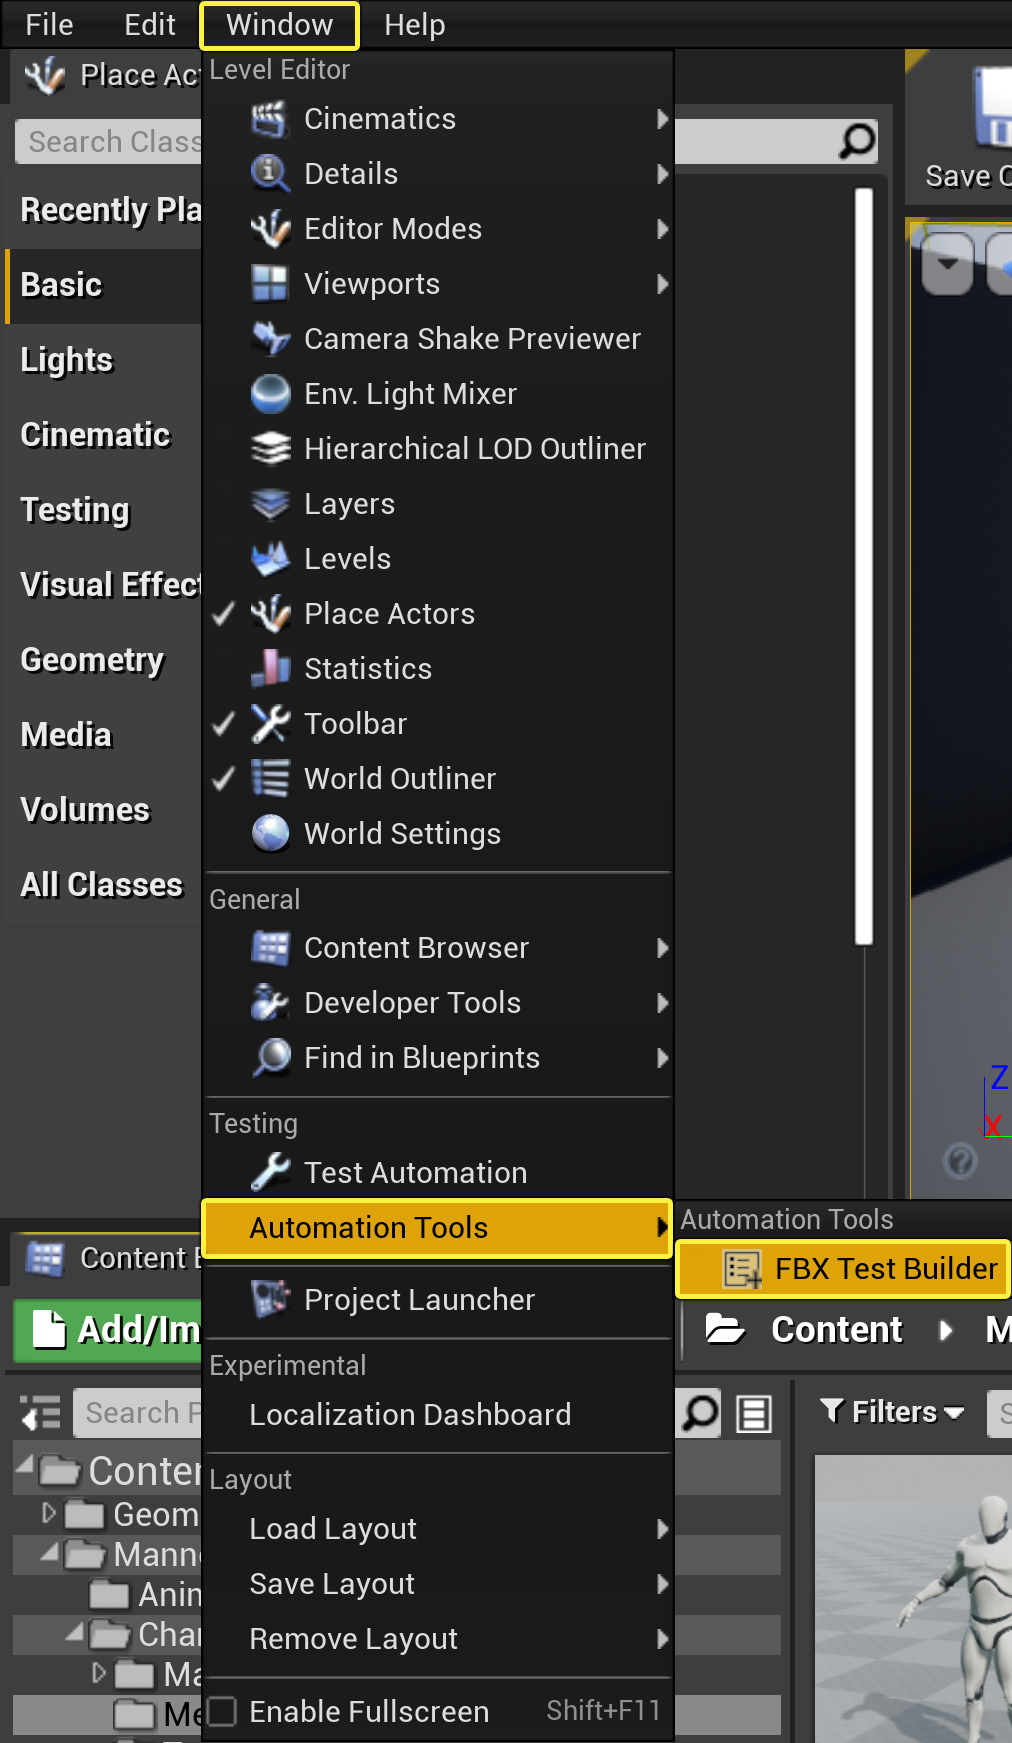 File Edit Window Help
Place Ac
Level Editor
Search Class
Cinematics
Details
Save
Recently Pla
Editor Modes
Basic
Viewports
Camera Shake Previewer
Lights
Env. Light Mixer
Cinematic
Hierarchical LOD Outliner
Testing
Layers
Levels
Visual Effect
Place Actors
Geometry
Statistics
Media
Toolbar
World Outliner
Volumes
World Settings
All Classes
General
Content Browser
Developer Tools
Find in Blueprints
Z
X
Testing
Test Automation
Automation Tools
Automation Tools
FBX Test Builder
Content
Project Launcher
Add/Im
Content M
Experimental
Localization Dashboard
Search P
Filters
S
Layout
Conte
Load Layout
Geom
Mann
Save Layout
Anim
Char
Remove Layout
Ma
Me
Enable Fullscreen Shift+F11